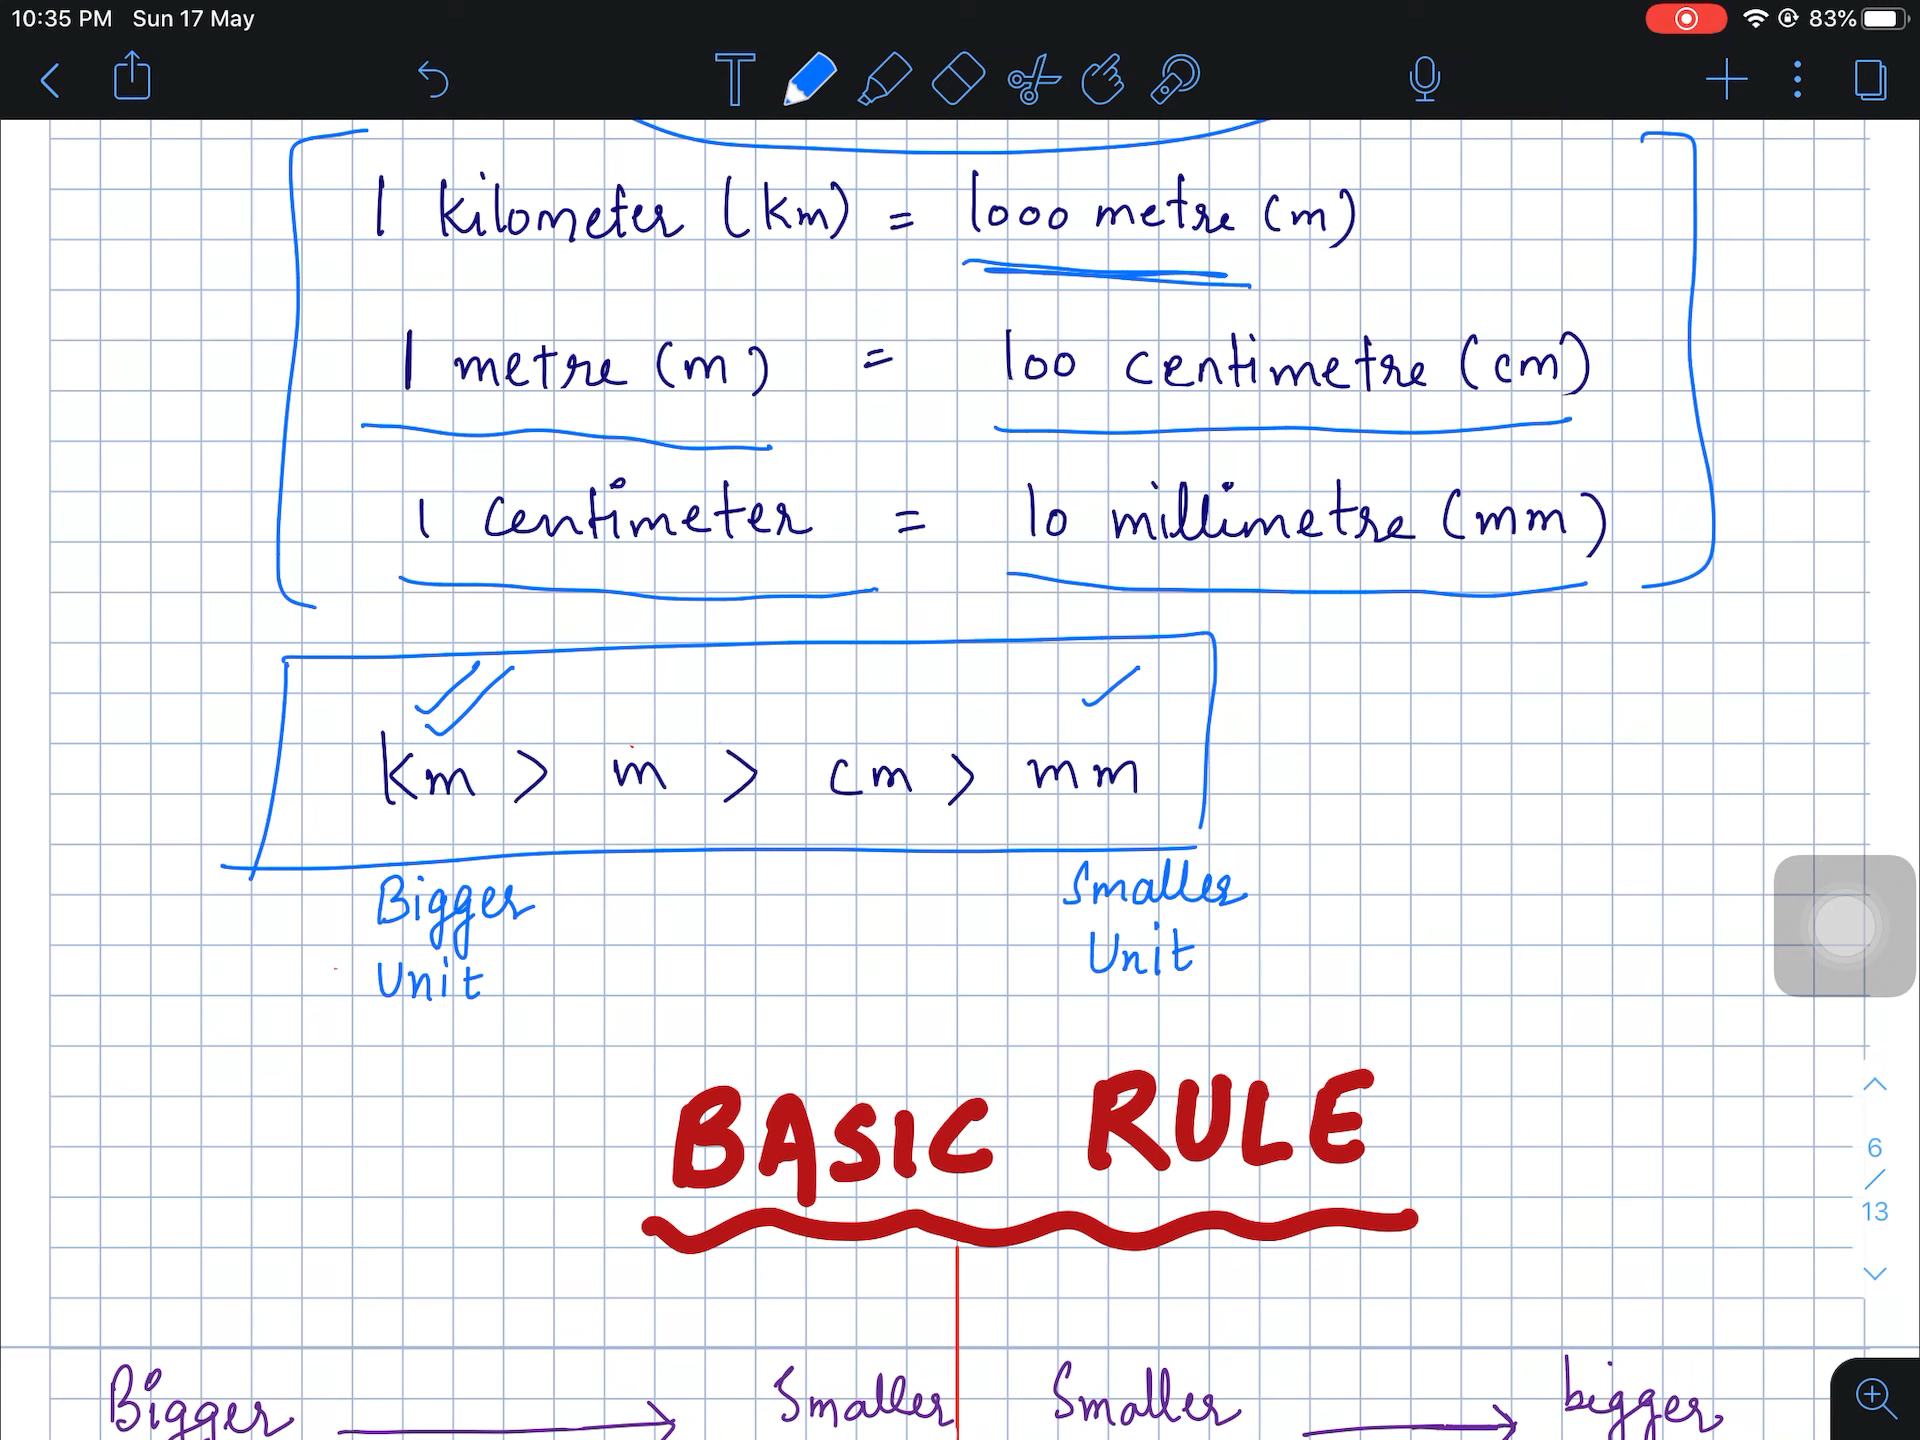 10:35 PM Sun 17 May 83%
1 kilometer (km) = 1000 metre (m)
1 metre (m) = 100 centimetre (cm)
1 centimeter = 10 millimetre (mm)
Km > m > cm > mm
Bigger Unit
Smaller Unit
BASIC RULE
6 / 13
Bigger → Smaller
Smaller → bigger